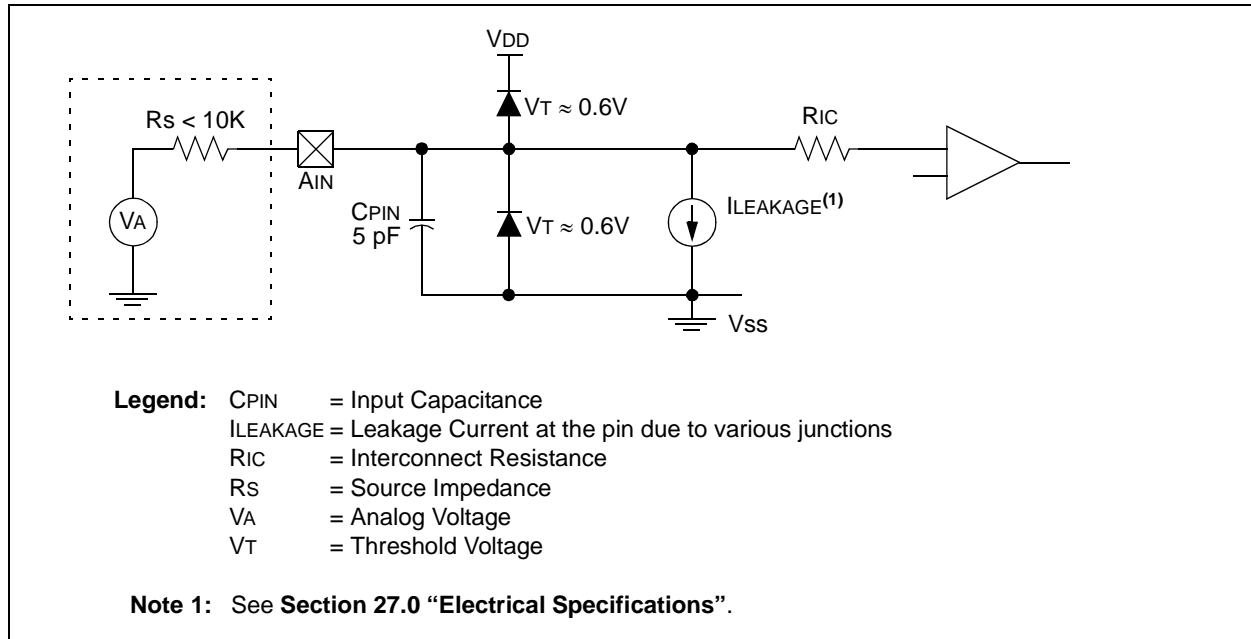 VDD
VT ≈ 0.6V
Rs < 10K
RIC
AIN
CPIN
5 pF
VT ≈ 0.6V
ILEAKAGE(1)
VA
Vss
Legend: CPIN = Input Capacitance
ILEAKAGE = Leakage Current at the pin due to various junctions
RIC = Interconnect Resistance
RS = Source Impedance
VA = Analog Voltage
VT = Threshold Voltage
Note 1: See Section 27.0 “Electrical Specifications”.